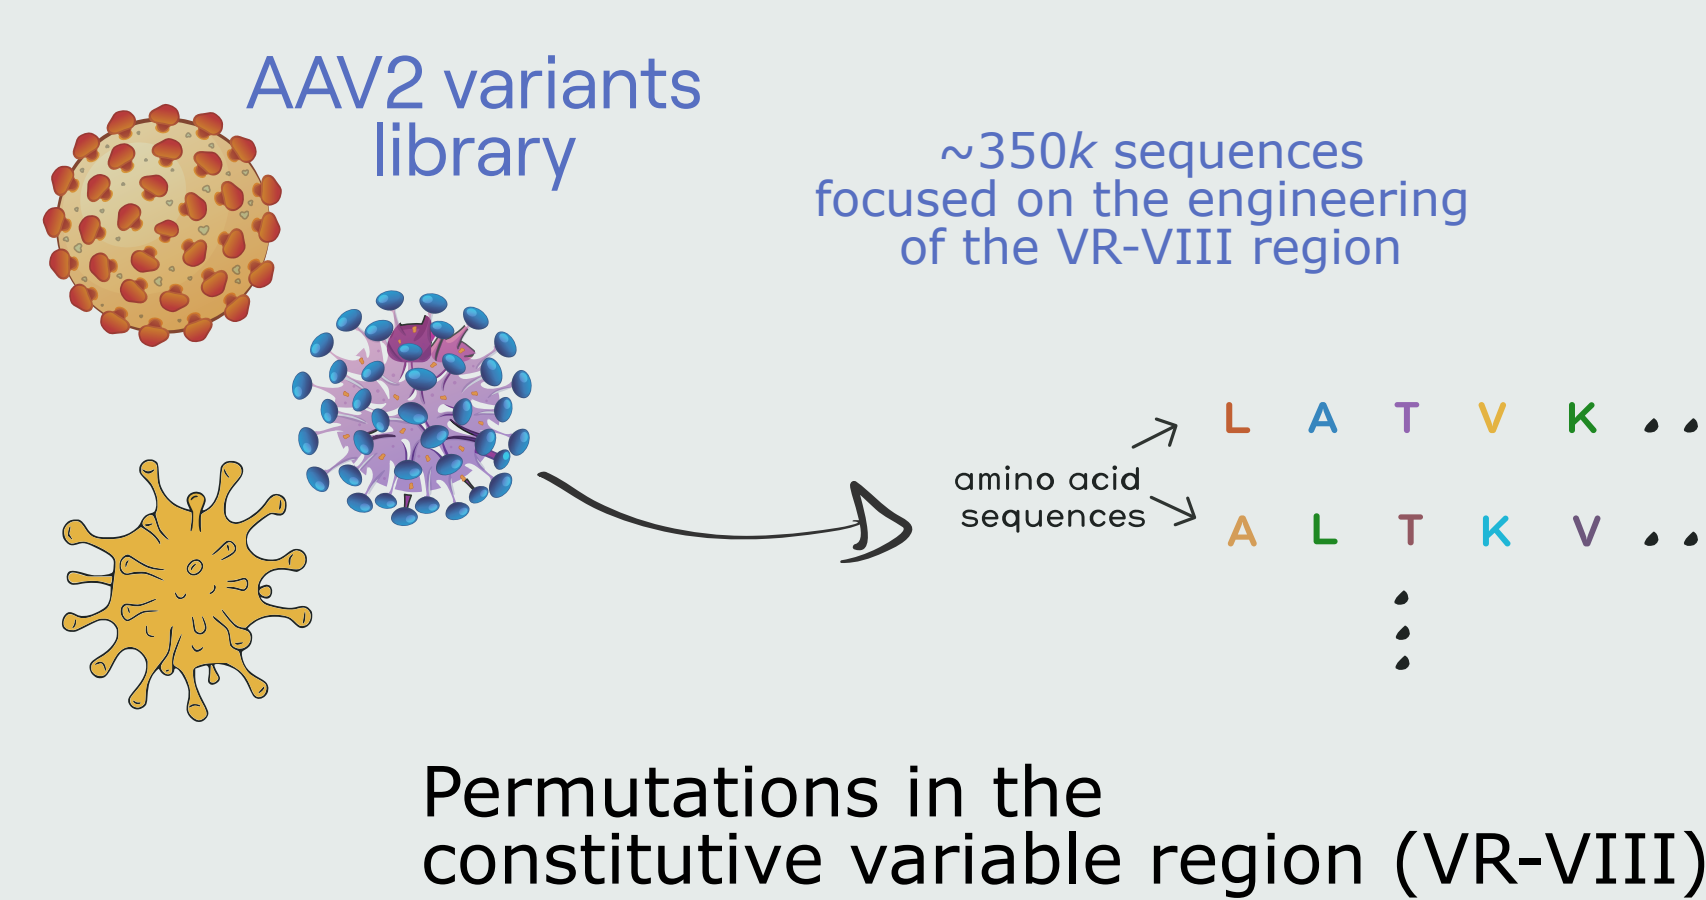 AAV2 variants
library
~350k sequences
focused on the engineering
of the VR-VIII region
amino acid
sequences
L A T V K . .
A L T K V . .
Permutations in the
constitutive variable region (VR-VIII)